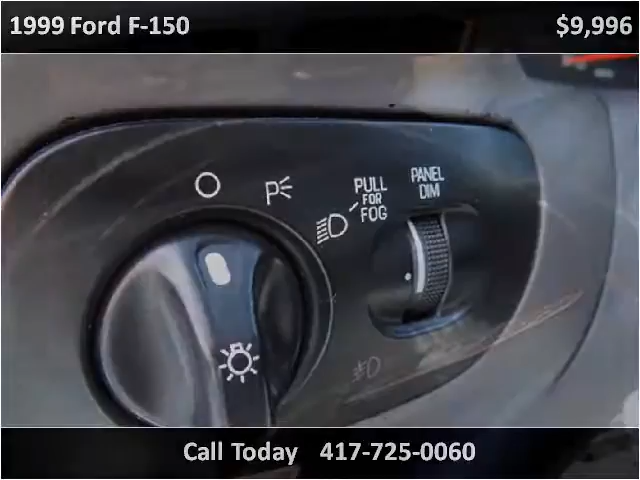 1999 Ford F-150 $9,996
PULL
FOR
FOG
PANEL
DIM
P
Call Today 417-725-0060